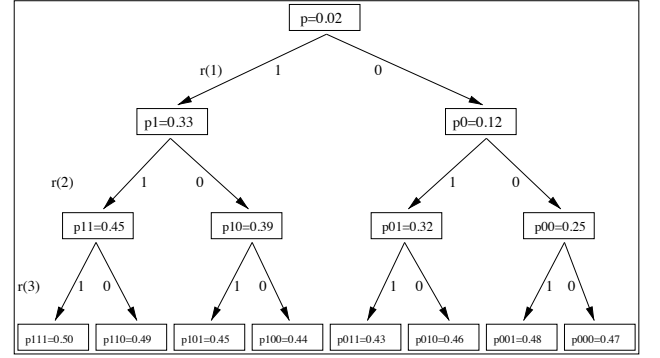 p=0.02
r(1) 1 0
p1=0.33 p0=0.12
r(2) 1 0 1 0
p11=0.45 p10=0.39 p01=0.32 p00=0.25
r(3) 1 0 1 0 1 0 1 0
p111=0.50 p110=0.49 p101=0.45 p100=0.44 p011=0.43 p010=0.46 p001=0.48 p000=0.47